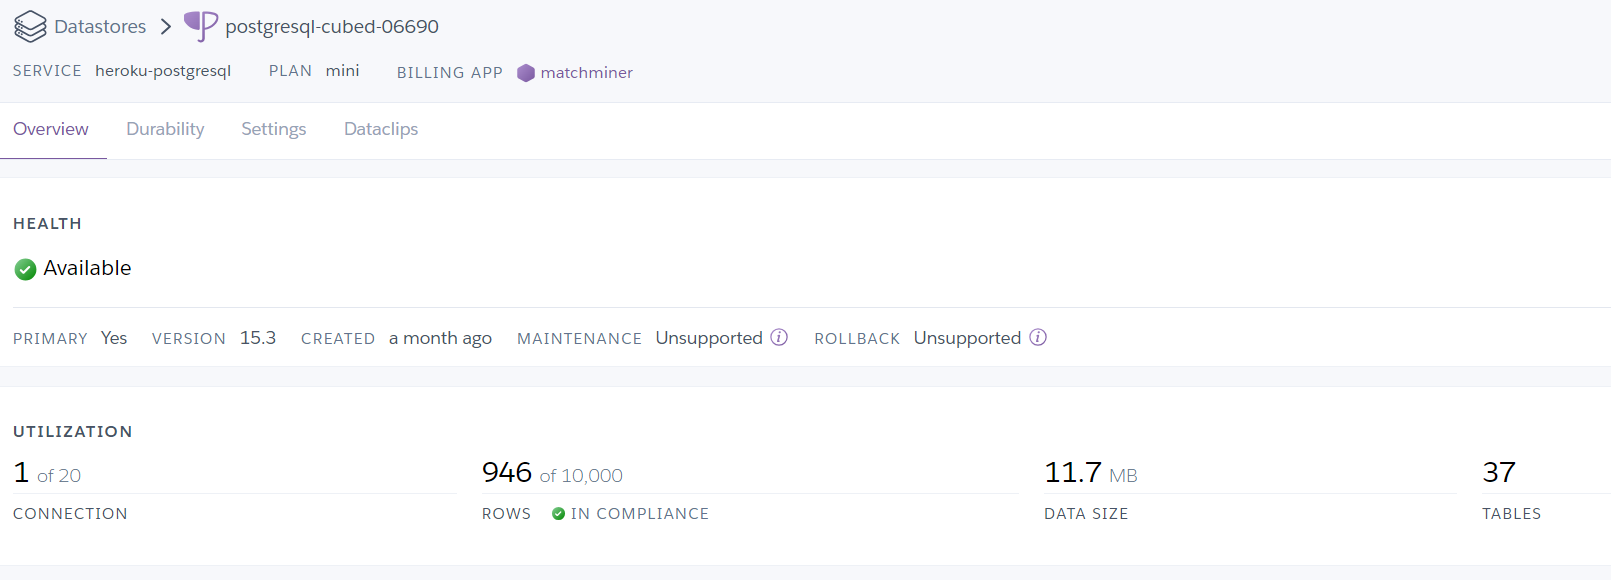 Datastores > postgresql-cubed-06690
SERVICE heroku-postgresql PLAN mini BILLING APP matchminer
Overview Durability Settings Dataclips
HEALTH
Available
PRIMARY Yes VERSION 15.3 CREATED a month ago MAINTENANCE Unsupported ROLLBACK Unsupported
UTILIZATION
1 of 20 946 of 10,000 11.7 MB 37
CONNECTION ROWS IN COMPLIANCE DATA SIZE TABLES